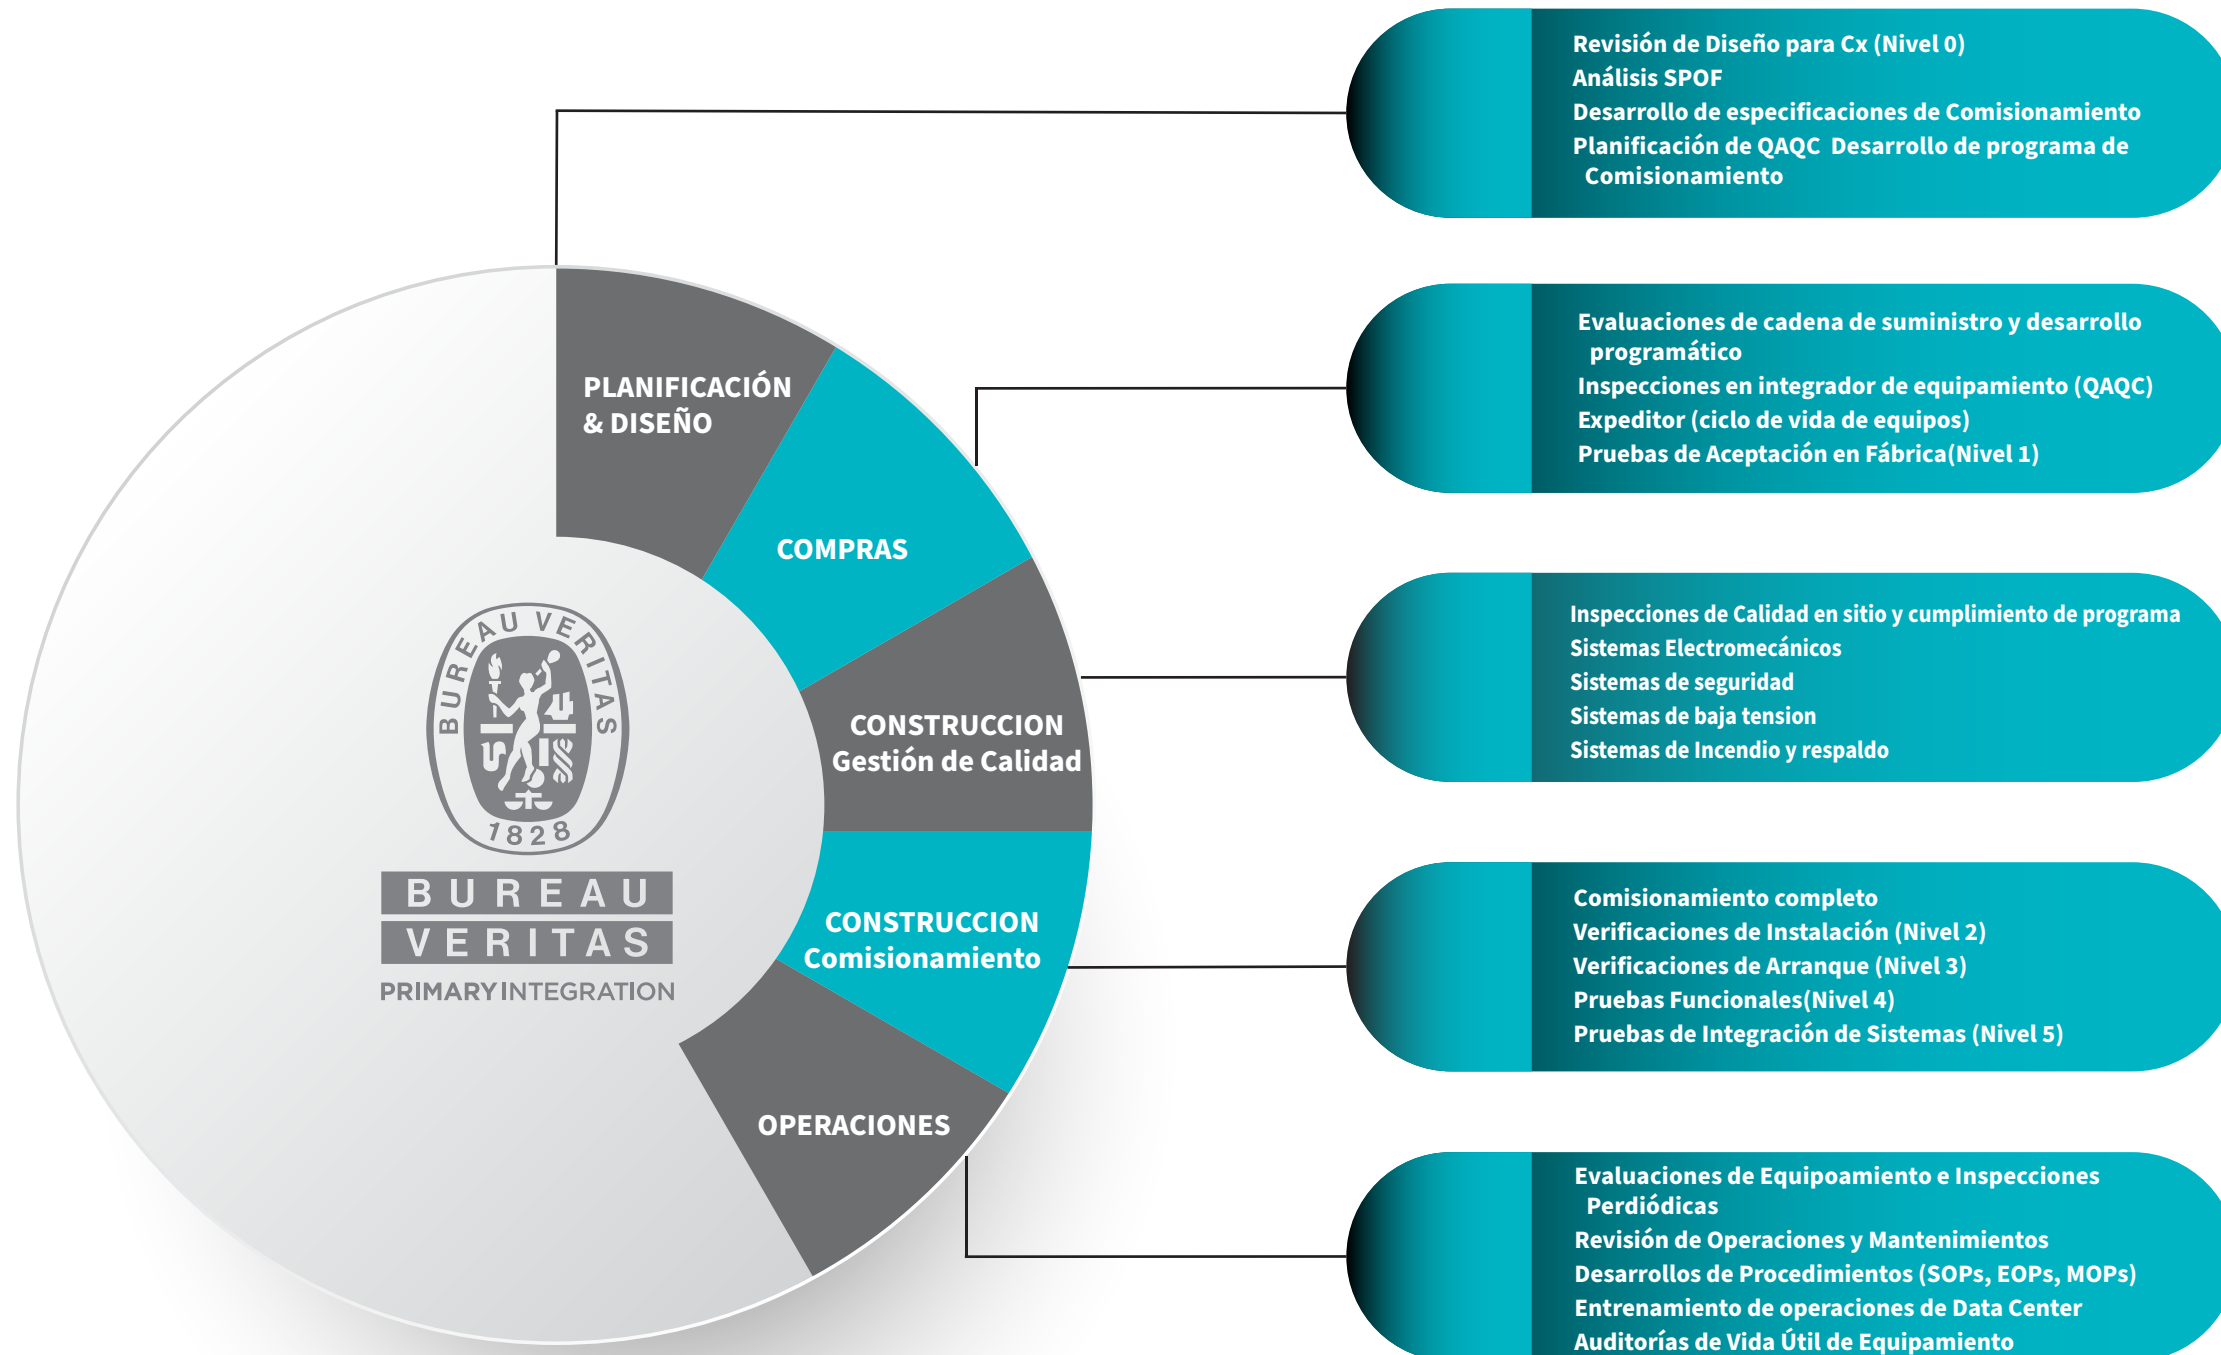 Revisión de Diseño para Cx (Nivel 0)
Análisis SPOF
Desarrollo de especificaciones de Comisionamiento
Planificación de QAQC  Desarrollo de programa de
Comisionamiento
PLANIFICACIÓN
& DISEÑO
Evaluaciones de cadena de suministro y desarrollo
programático
Inspecciones en integrador de equipamiento (QAQC)
Expeditor (ciclo de vida de equipos)
Pruebas de Aceptación en Fábrica(Nivel 1)
COMPRAS
Inspecciones de Calidad en sitio y cumplimiento de programa
Sistemas Electromecánicos
Sistemas de seguridad
Sistemas de baja tension
Sistemas de Incendio y respaldo
CONSTRUCCION
Gestión de Calidad
BUREAU VERITAS
1828
BUREAU
VERITAS
PRIMARY INTEGRATION
Comisionamiento completo
Verificaciones de Instalación (Nivel 2)
Verificaciones de Arranque (Nivel 3)
Pruebas Funcionales(Nivel 4)
Pruebas de Integración de Sistemas (Nivel 5)
CONSTRUCCION
Comisionamiento
OPERACIONES
Evaluaciones de Equipoamiento e Inspecciones
Perdiódicas
Revisión de Operaciones y Mantenimientos
Desarrollos de Procedimientos (SOPs, EOPs, MOPs)
Entrenamiento de operaciones de Data Center
Auditorías de Vida Útil de Equipamiento